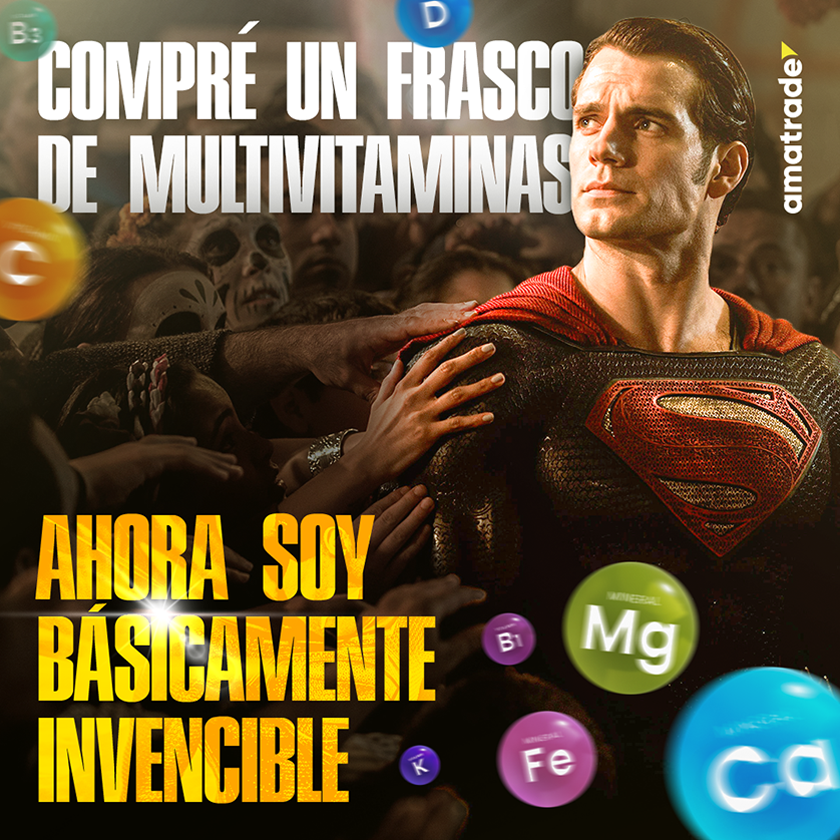 B3
D
COMPRÉ UN FRASCO
DE MULTIVITAMINAS
amatrade
C
AHORA SOY
BÁSICAMENTE
INVENCIBLE
B1
Mg
K
Fe
Ca